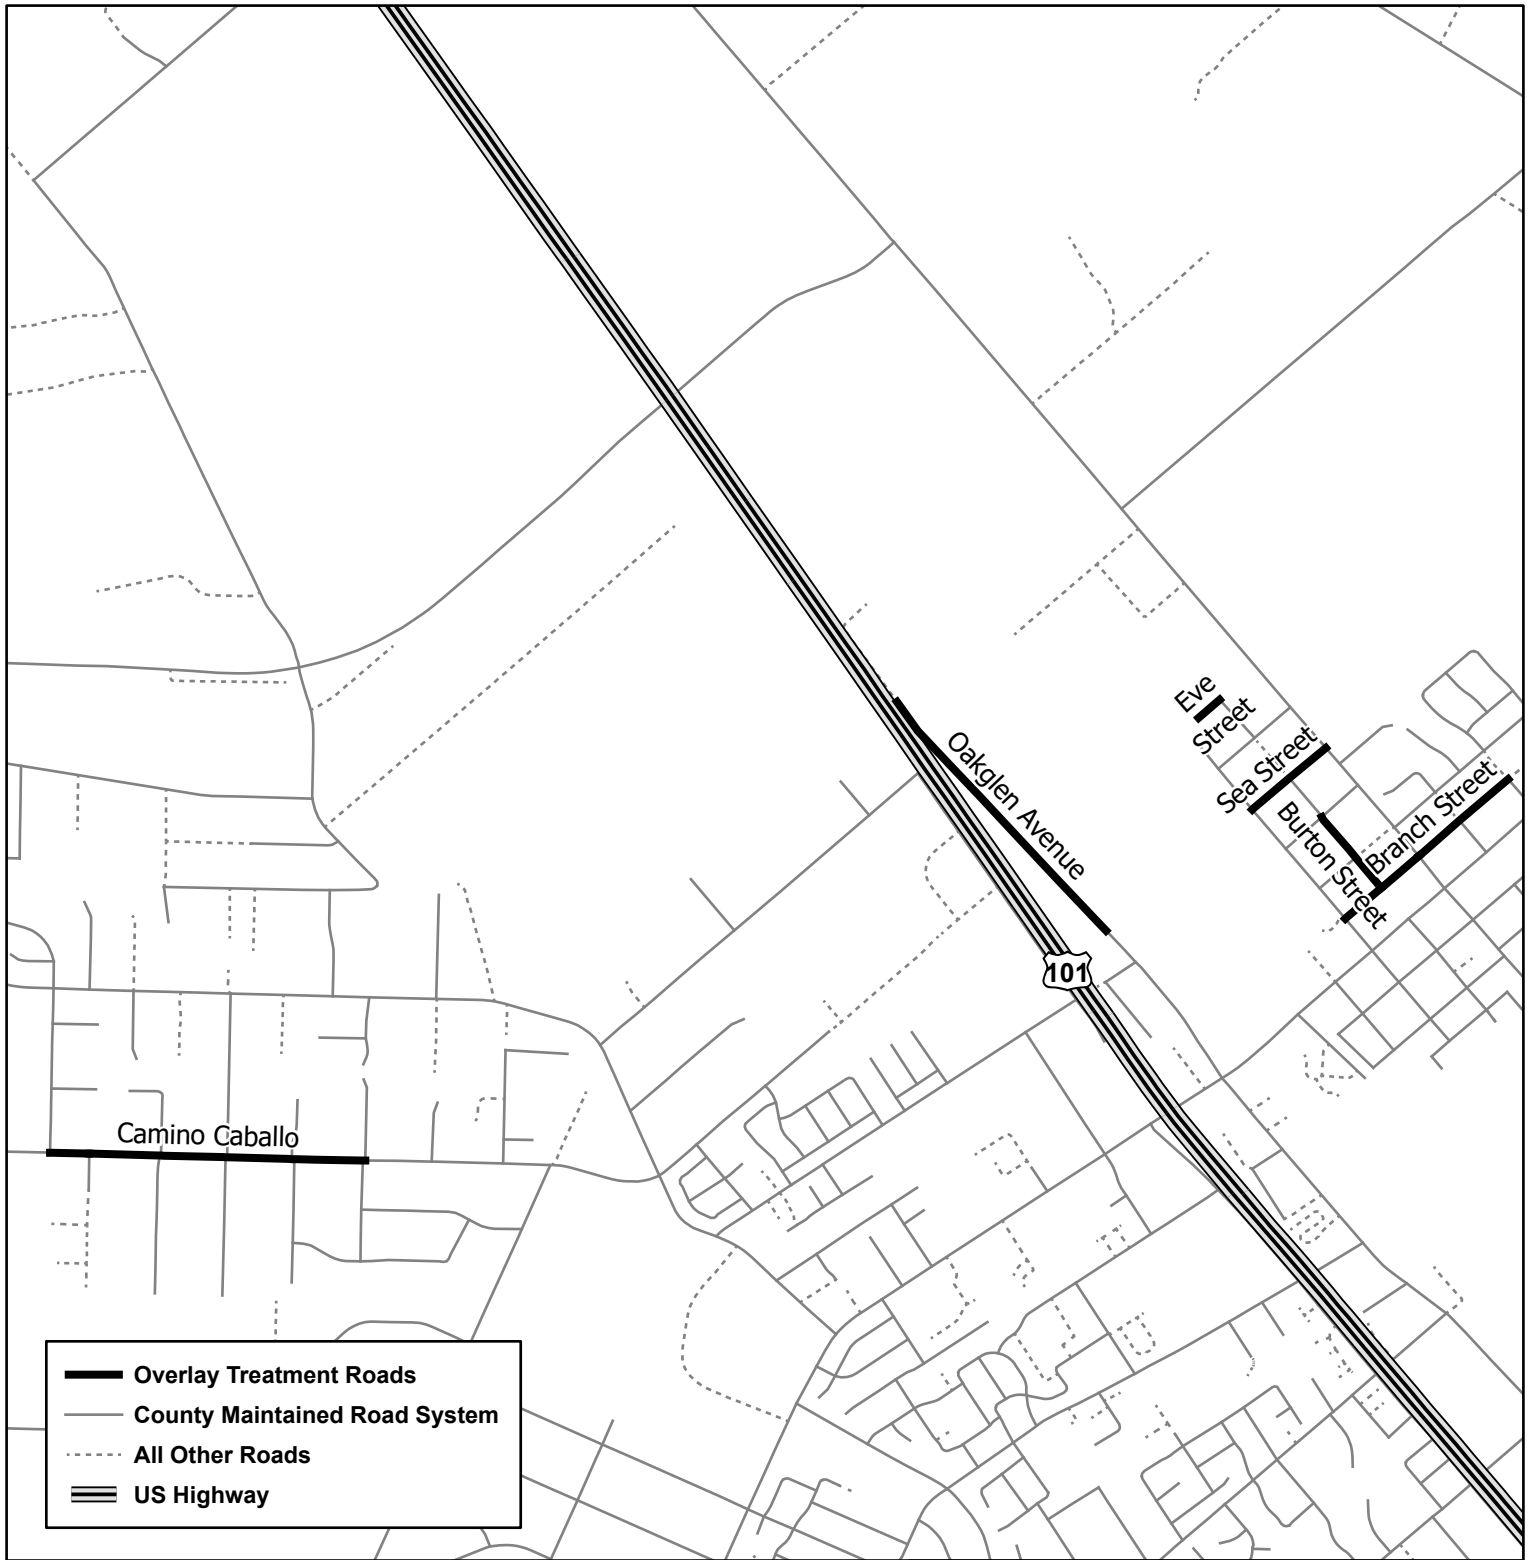 Eve
Street
Sea Street
Oakglen Avenue
Burton Street
Branch Street
101
Camino Caballo
Overlay Treatment Roads
County Maintained Road System
All Other Roads
US Highway